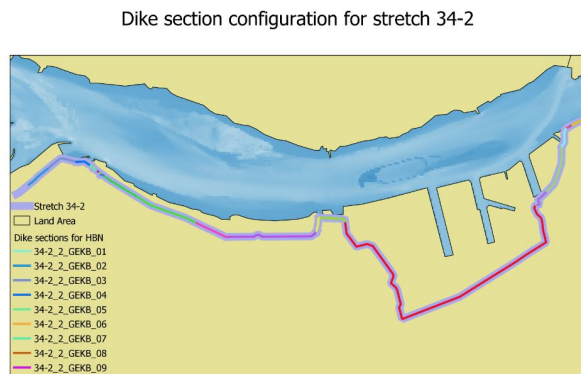 Dike section configuration for stretch 34-2
Stretch 34-2
Land Area
Dike sections for HBN
34-2_2_GEKB_01
34-2_2_GEKB_02
34-2_2_GEKB_03
34-2_2_GEKB_04
34-2_2_GEKB_05
34-2_2_GEKB_06
34-2_2_GEKB_07
34-2_2_GEKB_08
34-2_2_GEKB_09